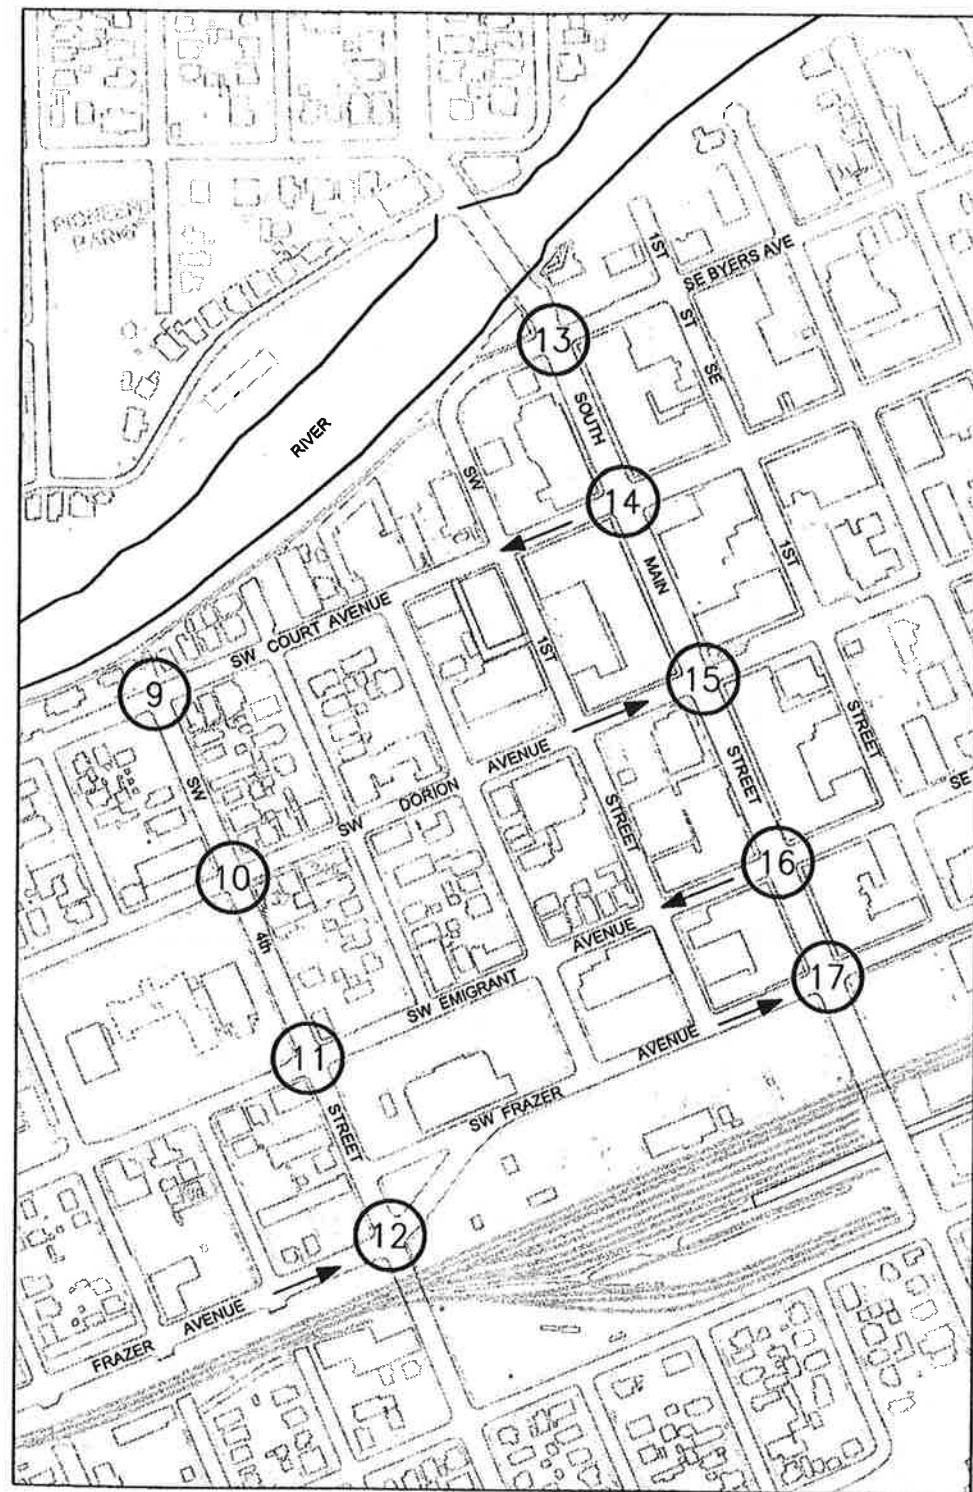 PIONEER
PARK
1ST
SE BYERS AVE
13
ST
SE
SOUTH
RIVER
SW
14
MAIN
1ST
SW COURT AVENUE
1ST
9
15
SW
AVENUE
STREET
STREET
DORION
SW
STREET
SE
10
16
4th
AVENUE
SW EMIGRANT
17
11
AVENUE
SW FRAZER
STREET
12
AVENUE
FRAZER